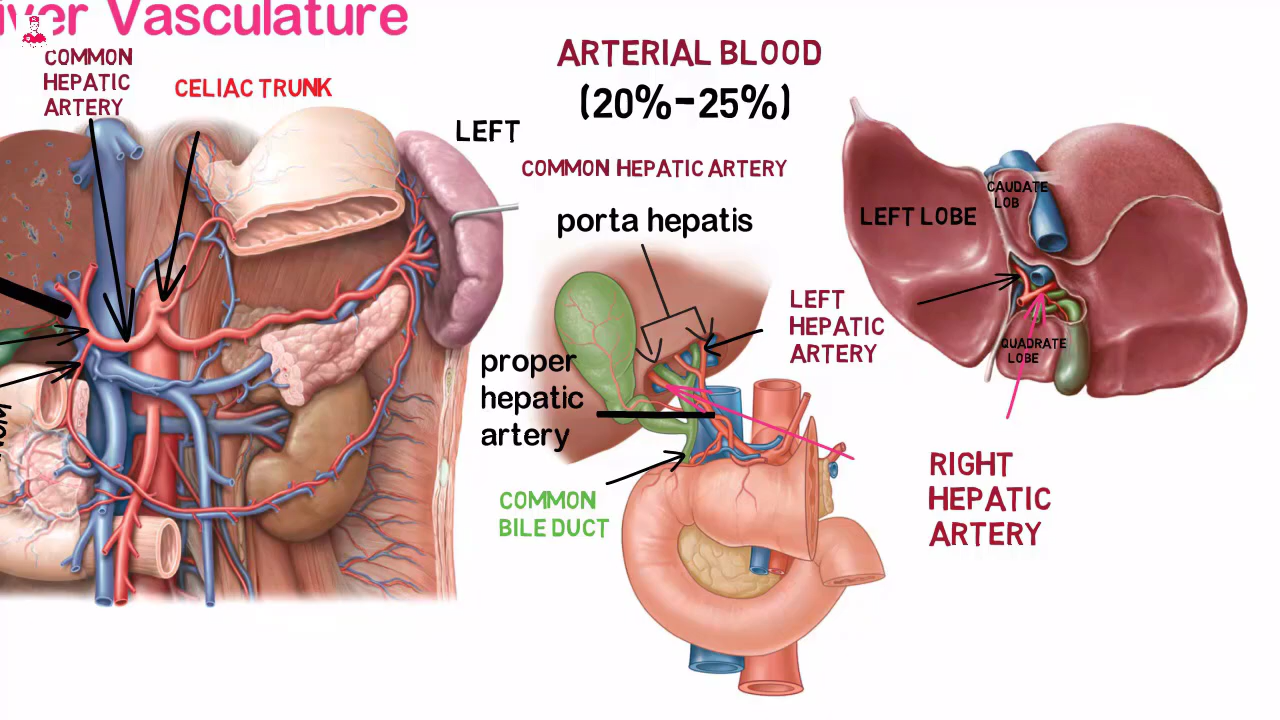 iver Vasculature
COMMON
HEPATIC
ARTERY
CELIAC TRUNK
LEFT
ARTERIAL BLOOD
(20%-25%)
COMMON HEPATIC ARTERY
porta hepatis
proper
hepatic
artery
COMMON
BILE DUCT
LEFT
HEPATIC
ARTERY
LEFT LOBE
CAUDATE
LOB
QUADRATE
LOBE
RIGHT
HEPATIC
ARTERY